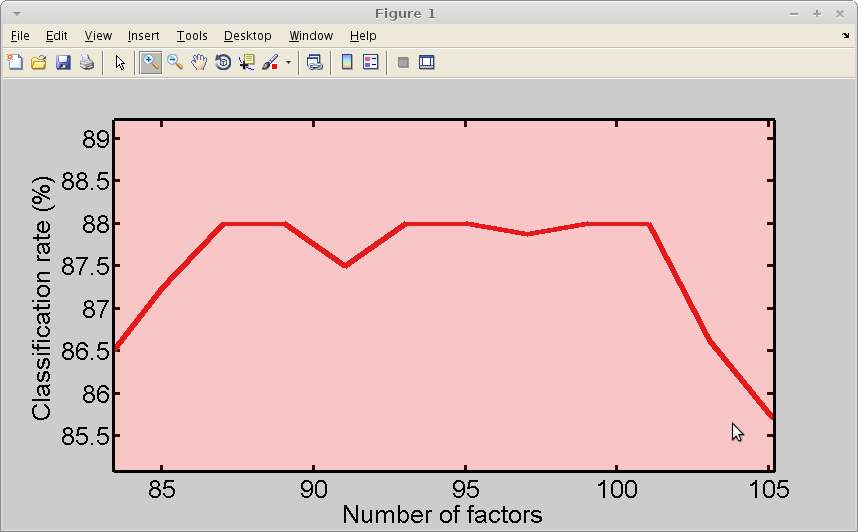 Figure 1
File Edit View Insert Tools Desktop Window Help
89
88.5
88
87.5
87
86.5
86
85.5
Classification rate (%)
85 90 95 100 105
Number of factors